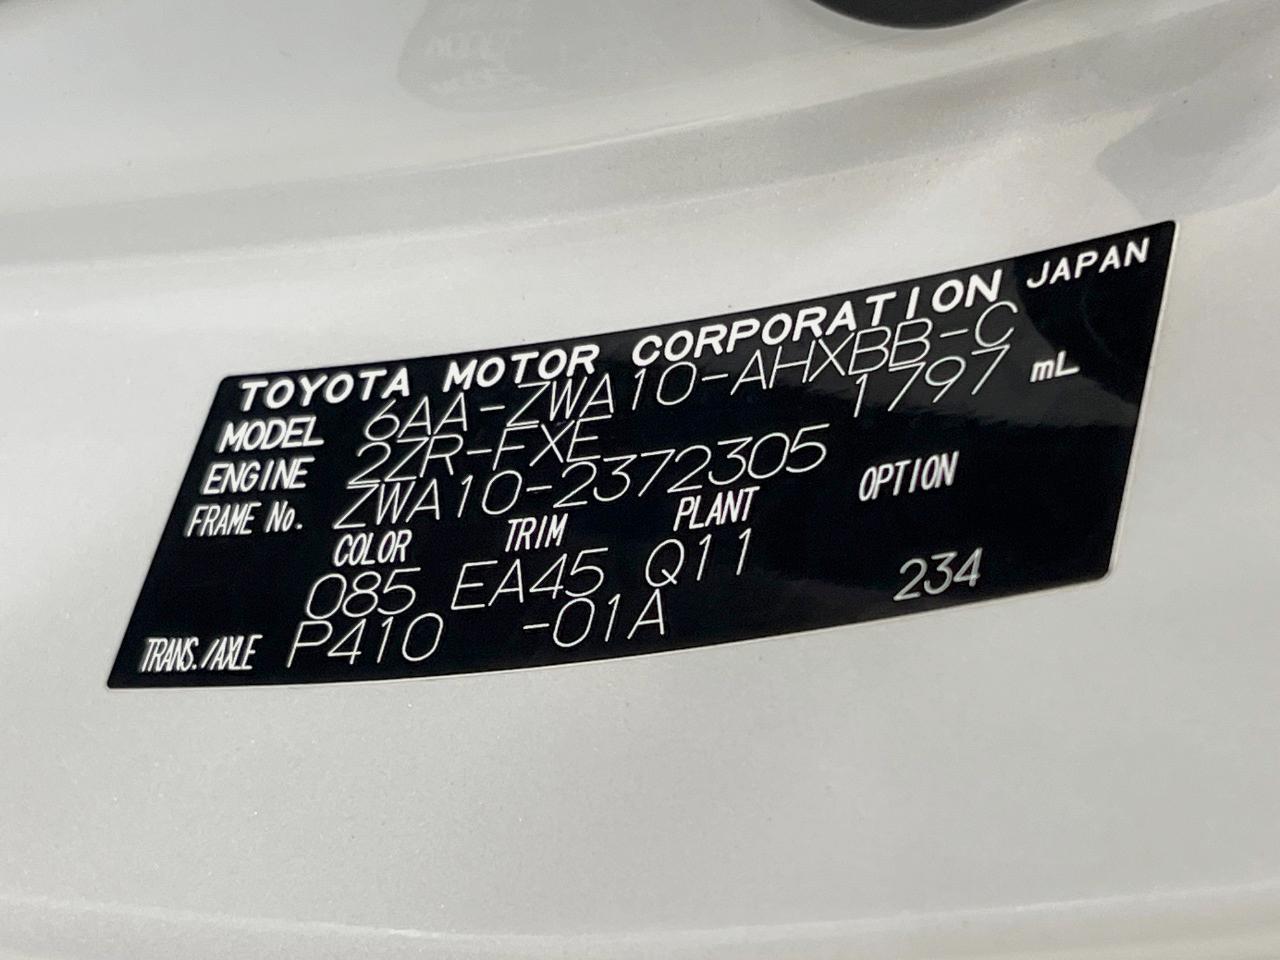 TOYOTA MOTOR CORPORATION JAPAN
MODEL 6AA-ZWA10-AHXBB-C
ENGINE 2ZR-FXE 1797 mL
FRAME No. ZWA10-2372305
COLOR TRIM PLANT OPTION
085 EA45 Q11
TRANS./AXLE P410 -01A 234